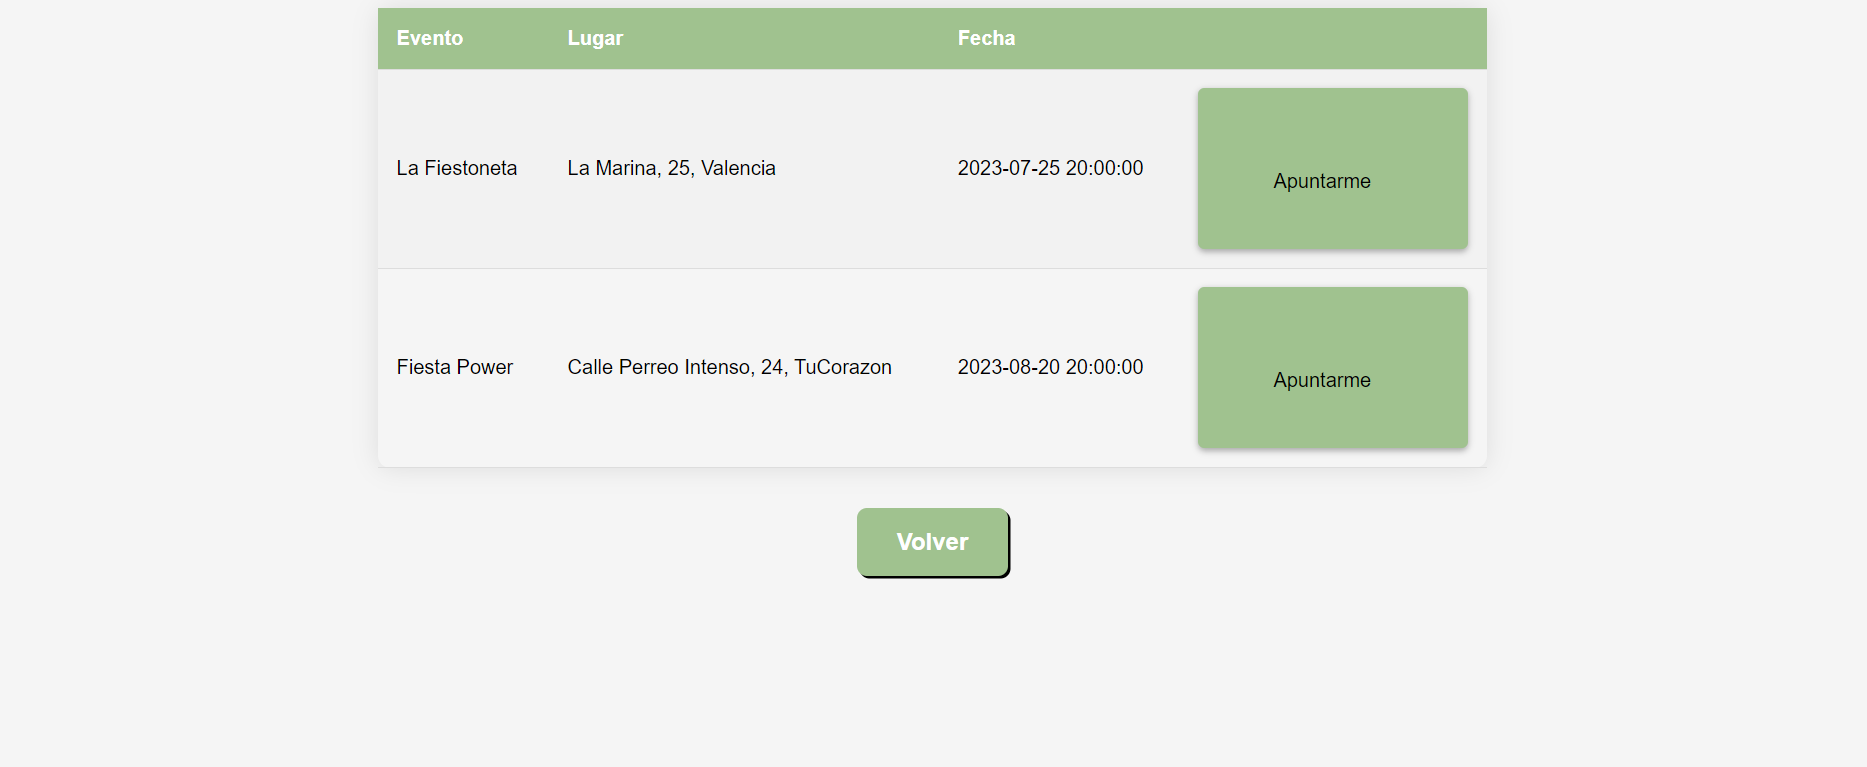 Evento Lugar Fecha
La Fiestoneta La Marina, 25, Valencia 2023-07-25 20:00:00 Apuntarme
Fiesta Power Calle Perreo Intenso, 24, TuCorazon 2023-08-20 20:00:00 Apuntarme
Volver